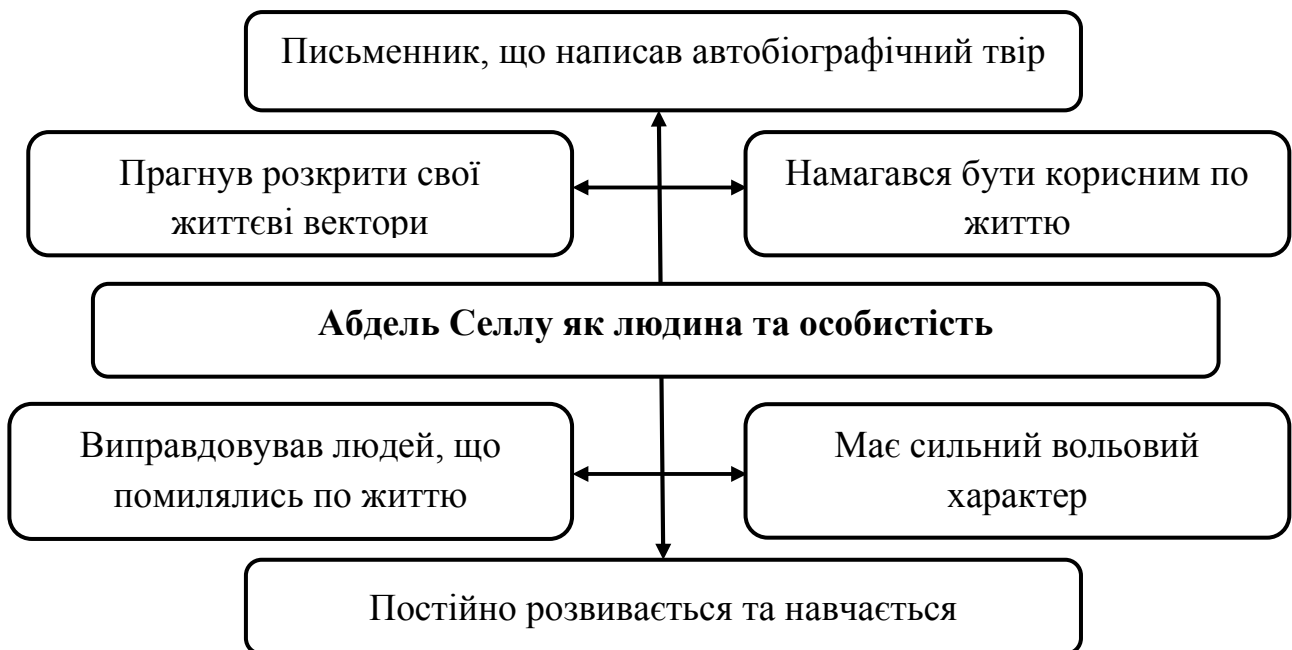 Письменник, що написав автобіографічний твір
Прагнув розкрити свої
життєві вектори
Намагався бути корисним по
життю
Абдель Селлу як людина та особистість
Виправдовував людей, що
помилялись по життю
Має сильний вольовий
характер
Постійно розвивається та навчається